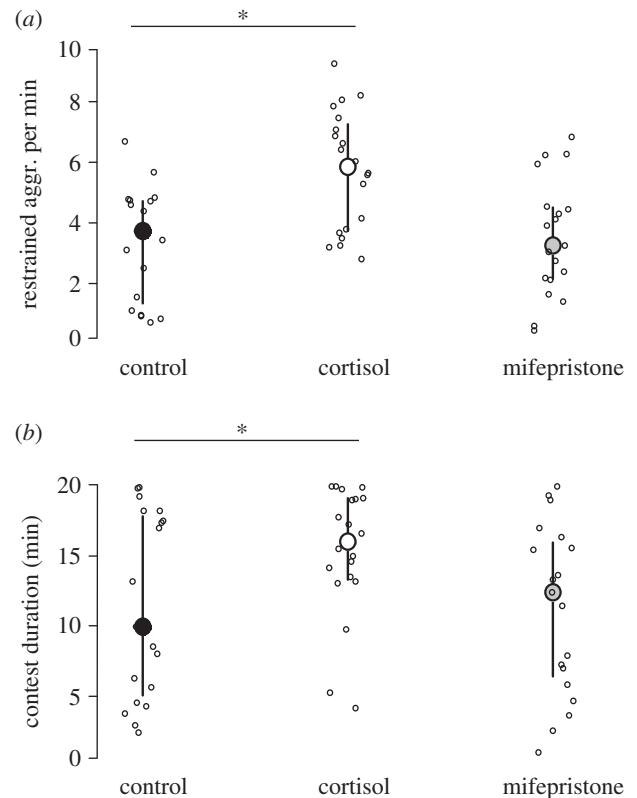 (a)
*
restrained aggr. per min
10
8
6
4
2
0
control cortisol mifepristone
(b)
*
contest duration (min)
20
15
10
5
0
control cortisol mifepristone